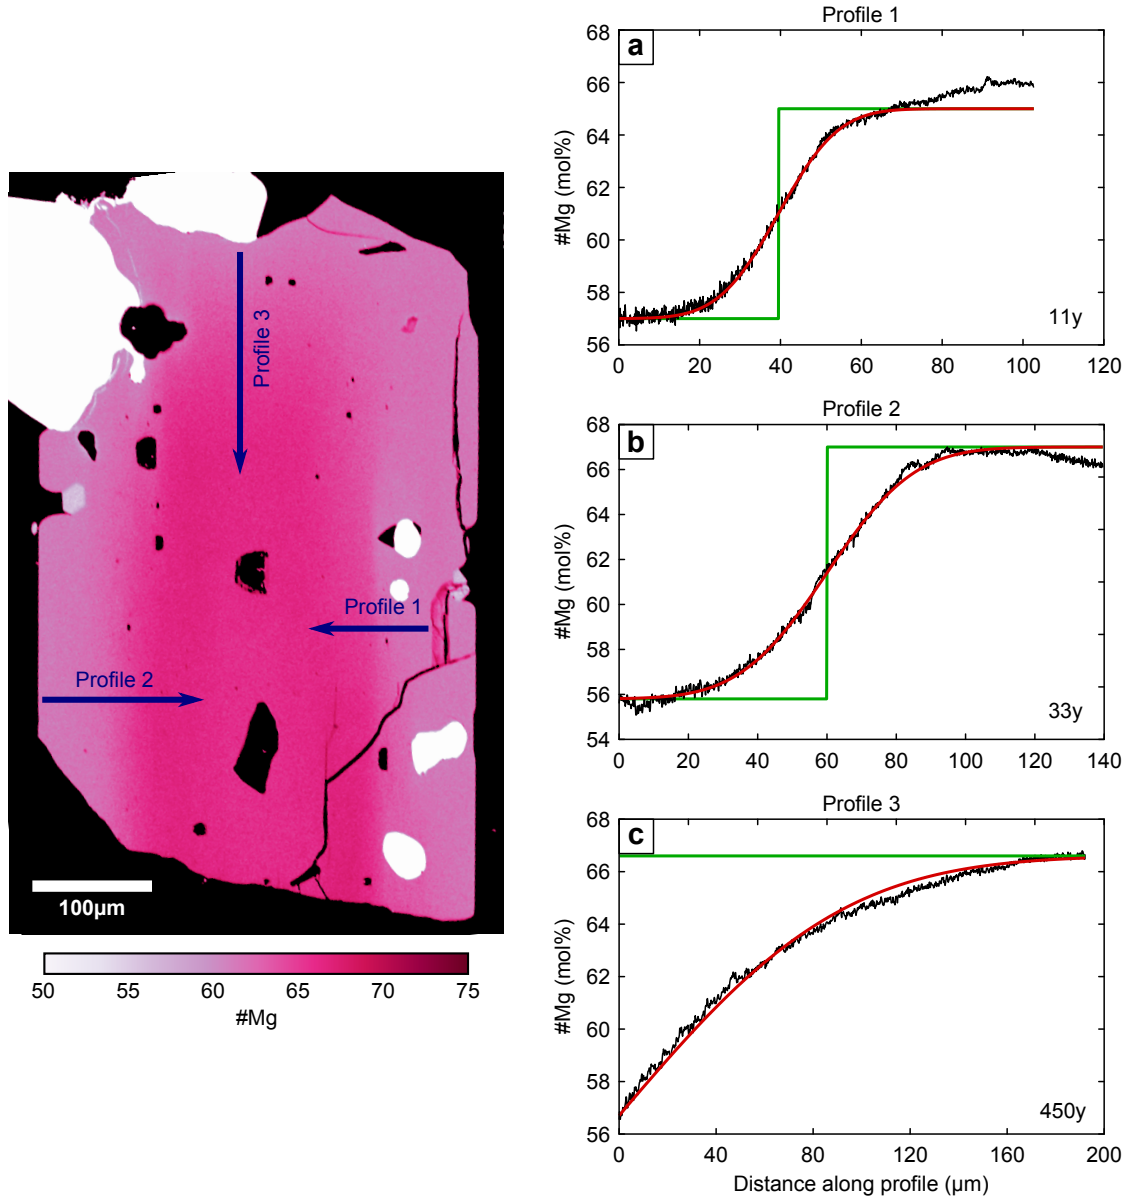 Profile 3
Profile 1
Profile 2
100μm
50 55 60 65 70 75
#Mg
Profile 1
a
68
66
64
62
60
58
56
#Mg (mol%)
11y
0 20 40 60 80 100 120
Profile 2
b
68
66
64
62
60
58
56
54
#Mg (mol%)
33y
0 20 40 60 80 100 120 140
Profile 3
c
68
66
64
62
60
58
56
#Mg (mol%)
450y
0 40 80 120 160 200
Distance along profile (μm)